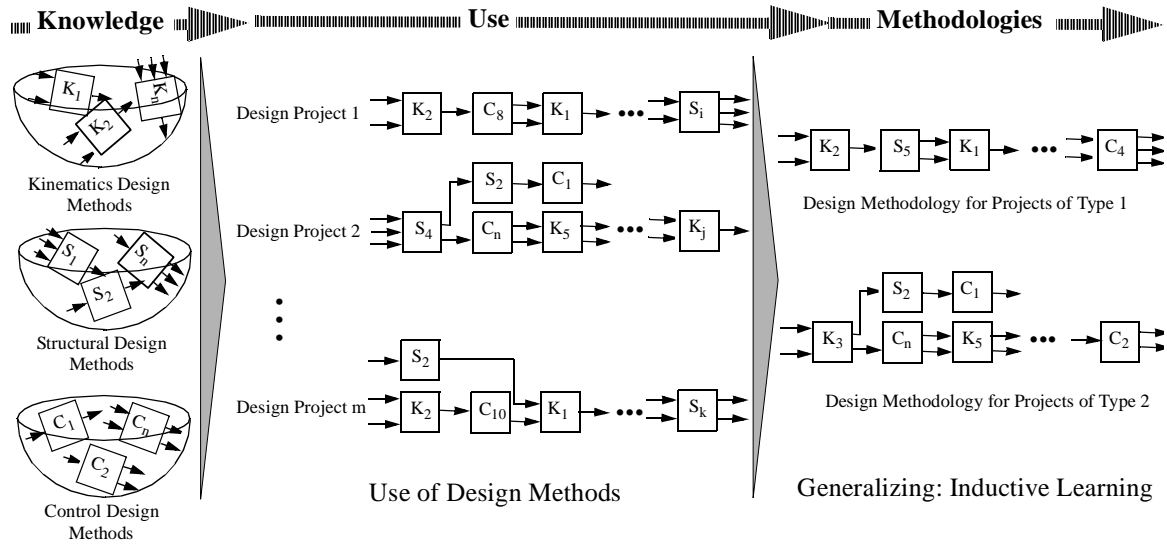 Knowledge
Use
Methodologies
K1
K2
Kn
Kinematics Design
Methods
S1
S2
Sn
Structural Design
Methods
C1
C2
Cn
Control Design
Methods
Design Project 1
K2
C8
K1
•••
Si
Design Project 2
S2
C1
S4
Cn
K5
•••
Kj
S2
Design Project m
K2
C10
K1
•••
Sk
Use of Design Methods
K2
S5
K1
•••
C4
Design Methodology for Projects of Type 1
S2
C1
K3
Cn
K5
•••
C2
Design Methodology for Projects of Type 2
Generalizing: Inductive Learning